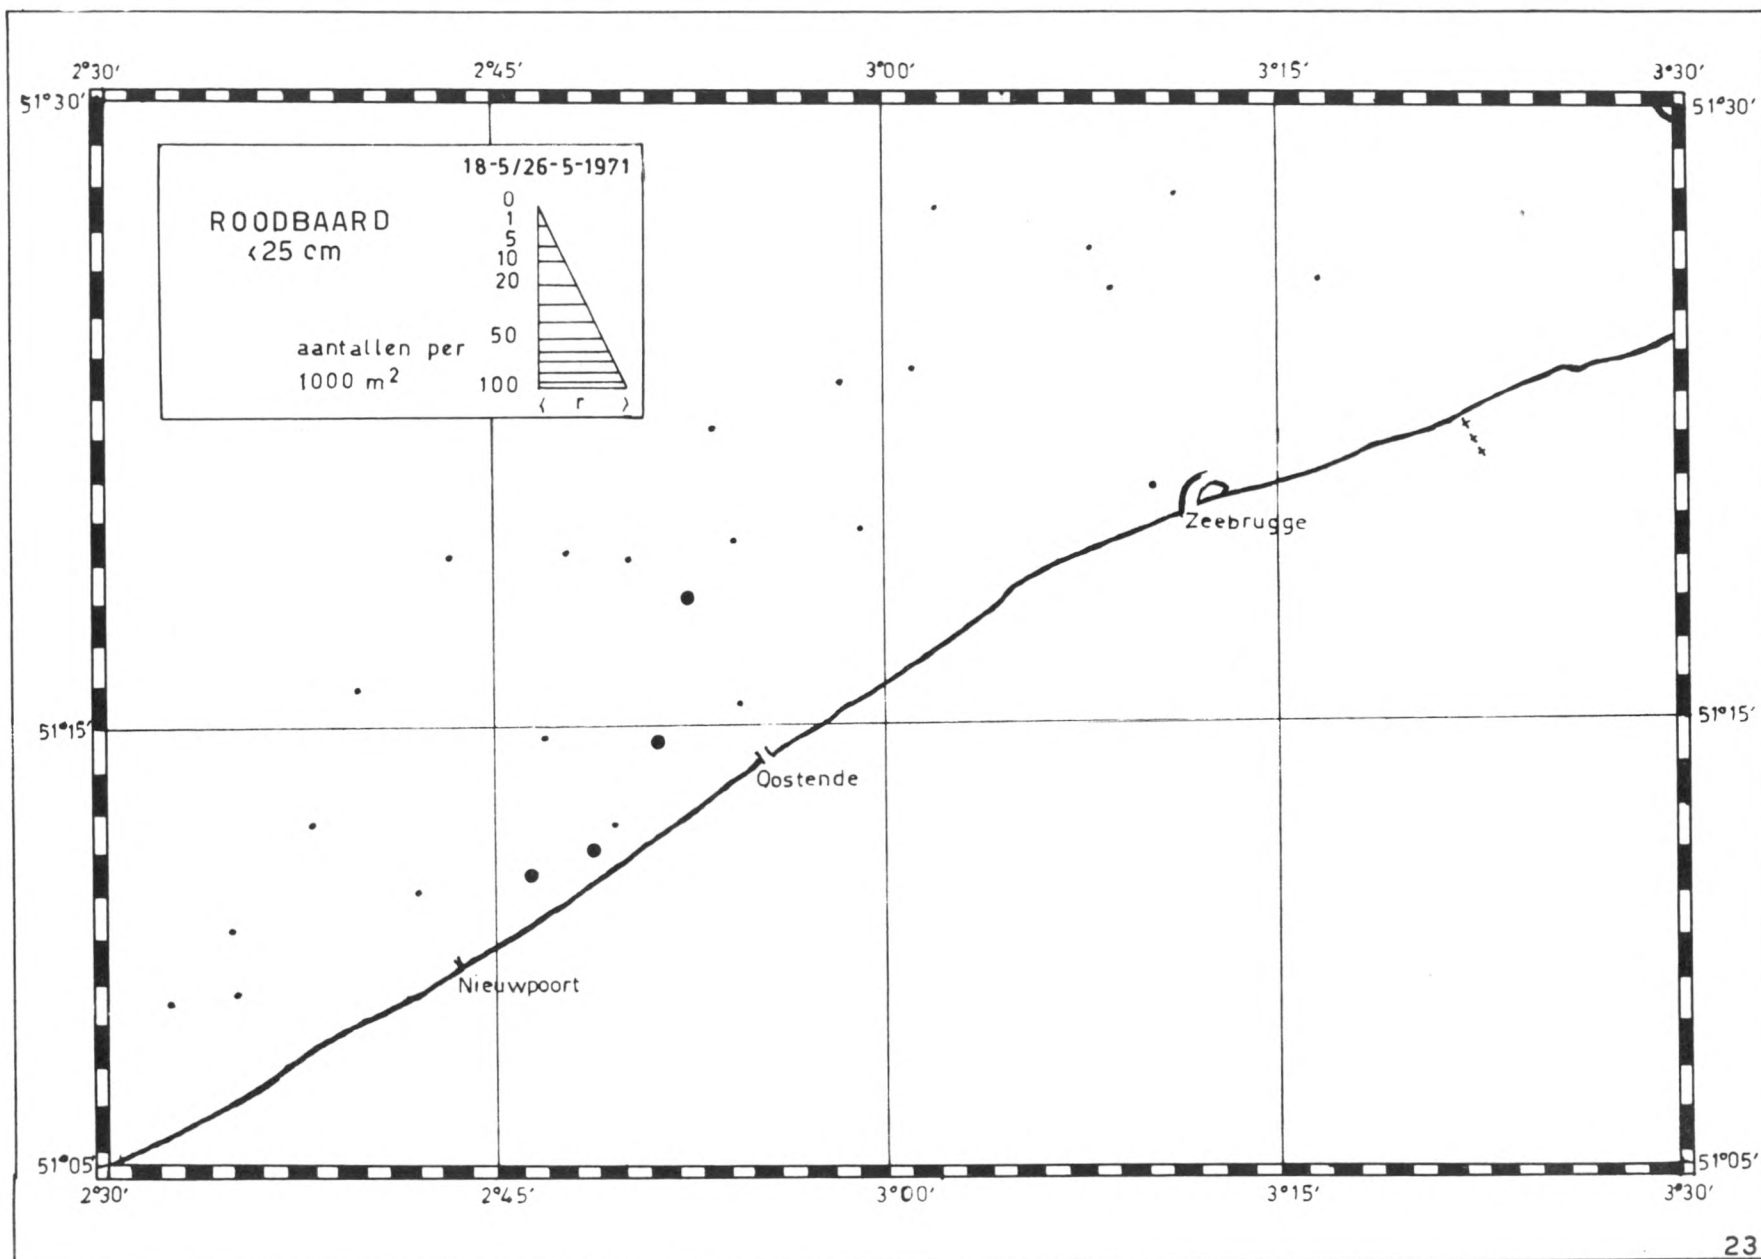 2°30′ 2°45′ 3°00′ 3°15′ 3°30′
51°30′ 51°30′
18-5/26-5-1971
0
ROODBAARD 1
<25 cm 5
10
20
50
aantallen per
1000 m² 100
< r >
Zeebrugge
51°15′ 51°15′
Oostende
Nieuwpoort
51°05′ 51°05′
2°30′ 2°45′ 3°00′ 3°15′ 3°30′
23